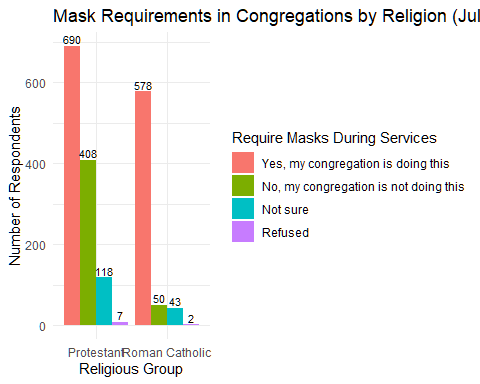 Mask Requirements in Congregations by Religion (Jul
Number of Respondents
600
400
200
0
690
408
118
7
578
50
43
2
Protestant
Roman Catholic
Religious Group
Require Masks During Services
Yes, my congregation is doing this
No, my congregation is not doing this
Not sure
Refused